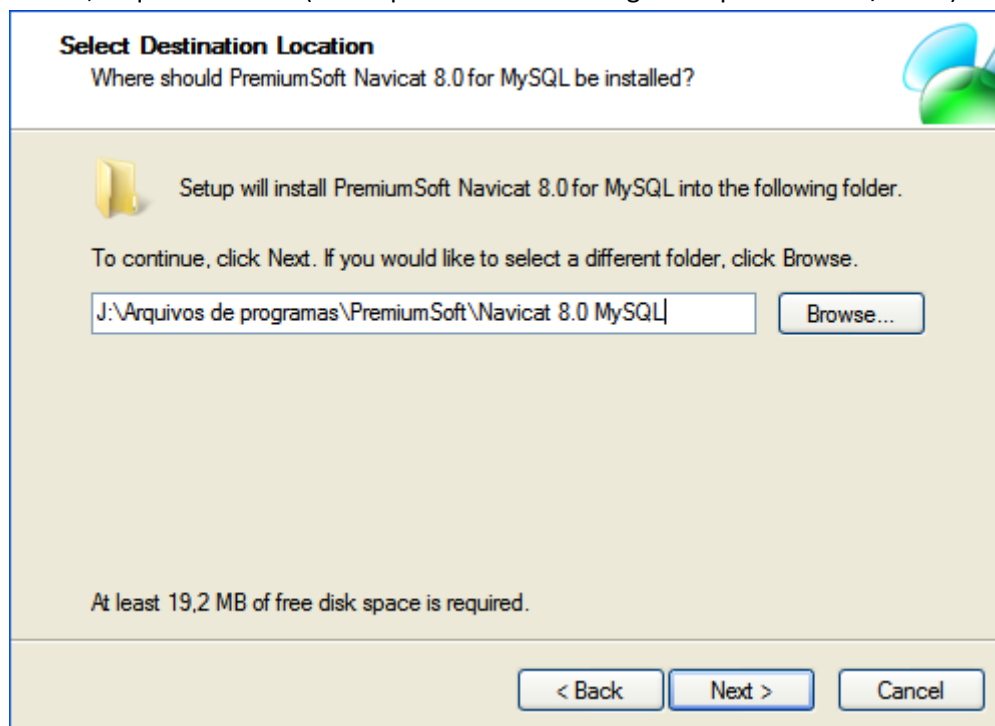 Select Destination Location
Where should PremiumSoft Navicat 8.0 for MySQL be installed?
Setup will install PremiumSoft Navicat 8.0 for MySQL into the following folder.
To continue, click Next. If you would like to select a different folder, click Browse.
J:\Arquivos de programas\PremiumSoft\Navicat 8.0 MySQL
Browse...
At least 19,2 MB of free disk space is required.
< Back Next > Cancel